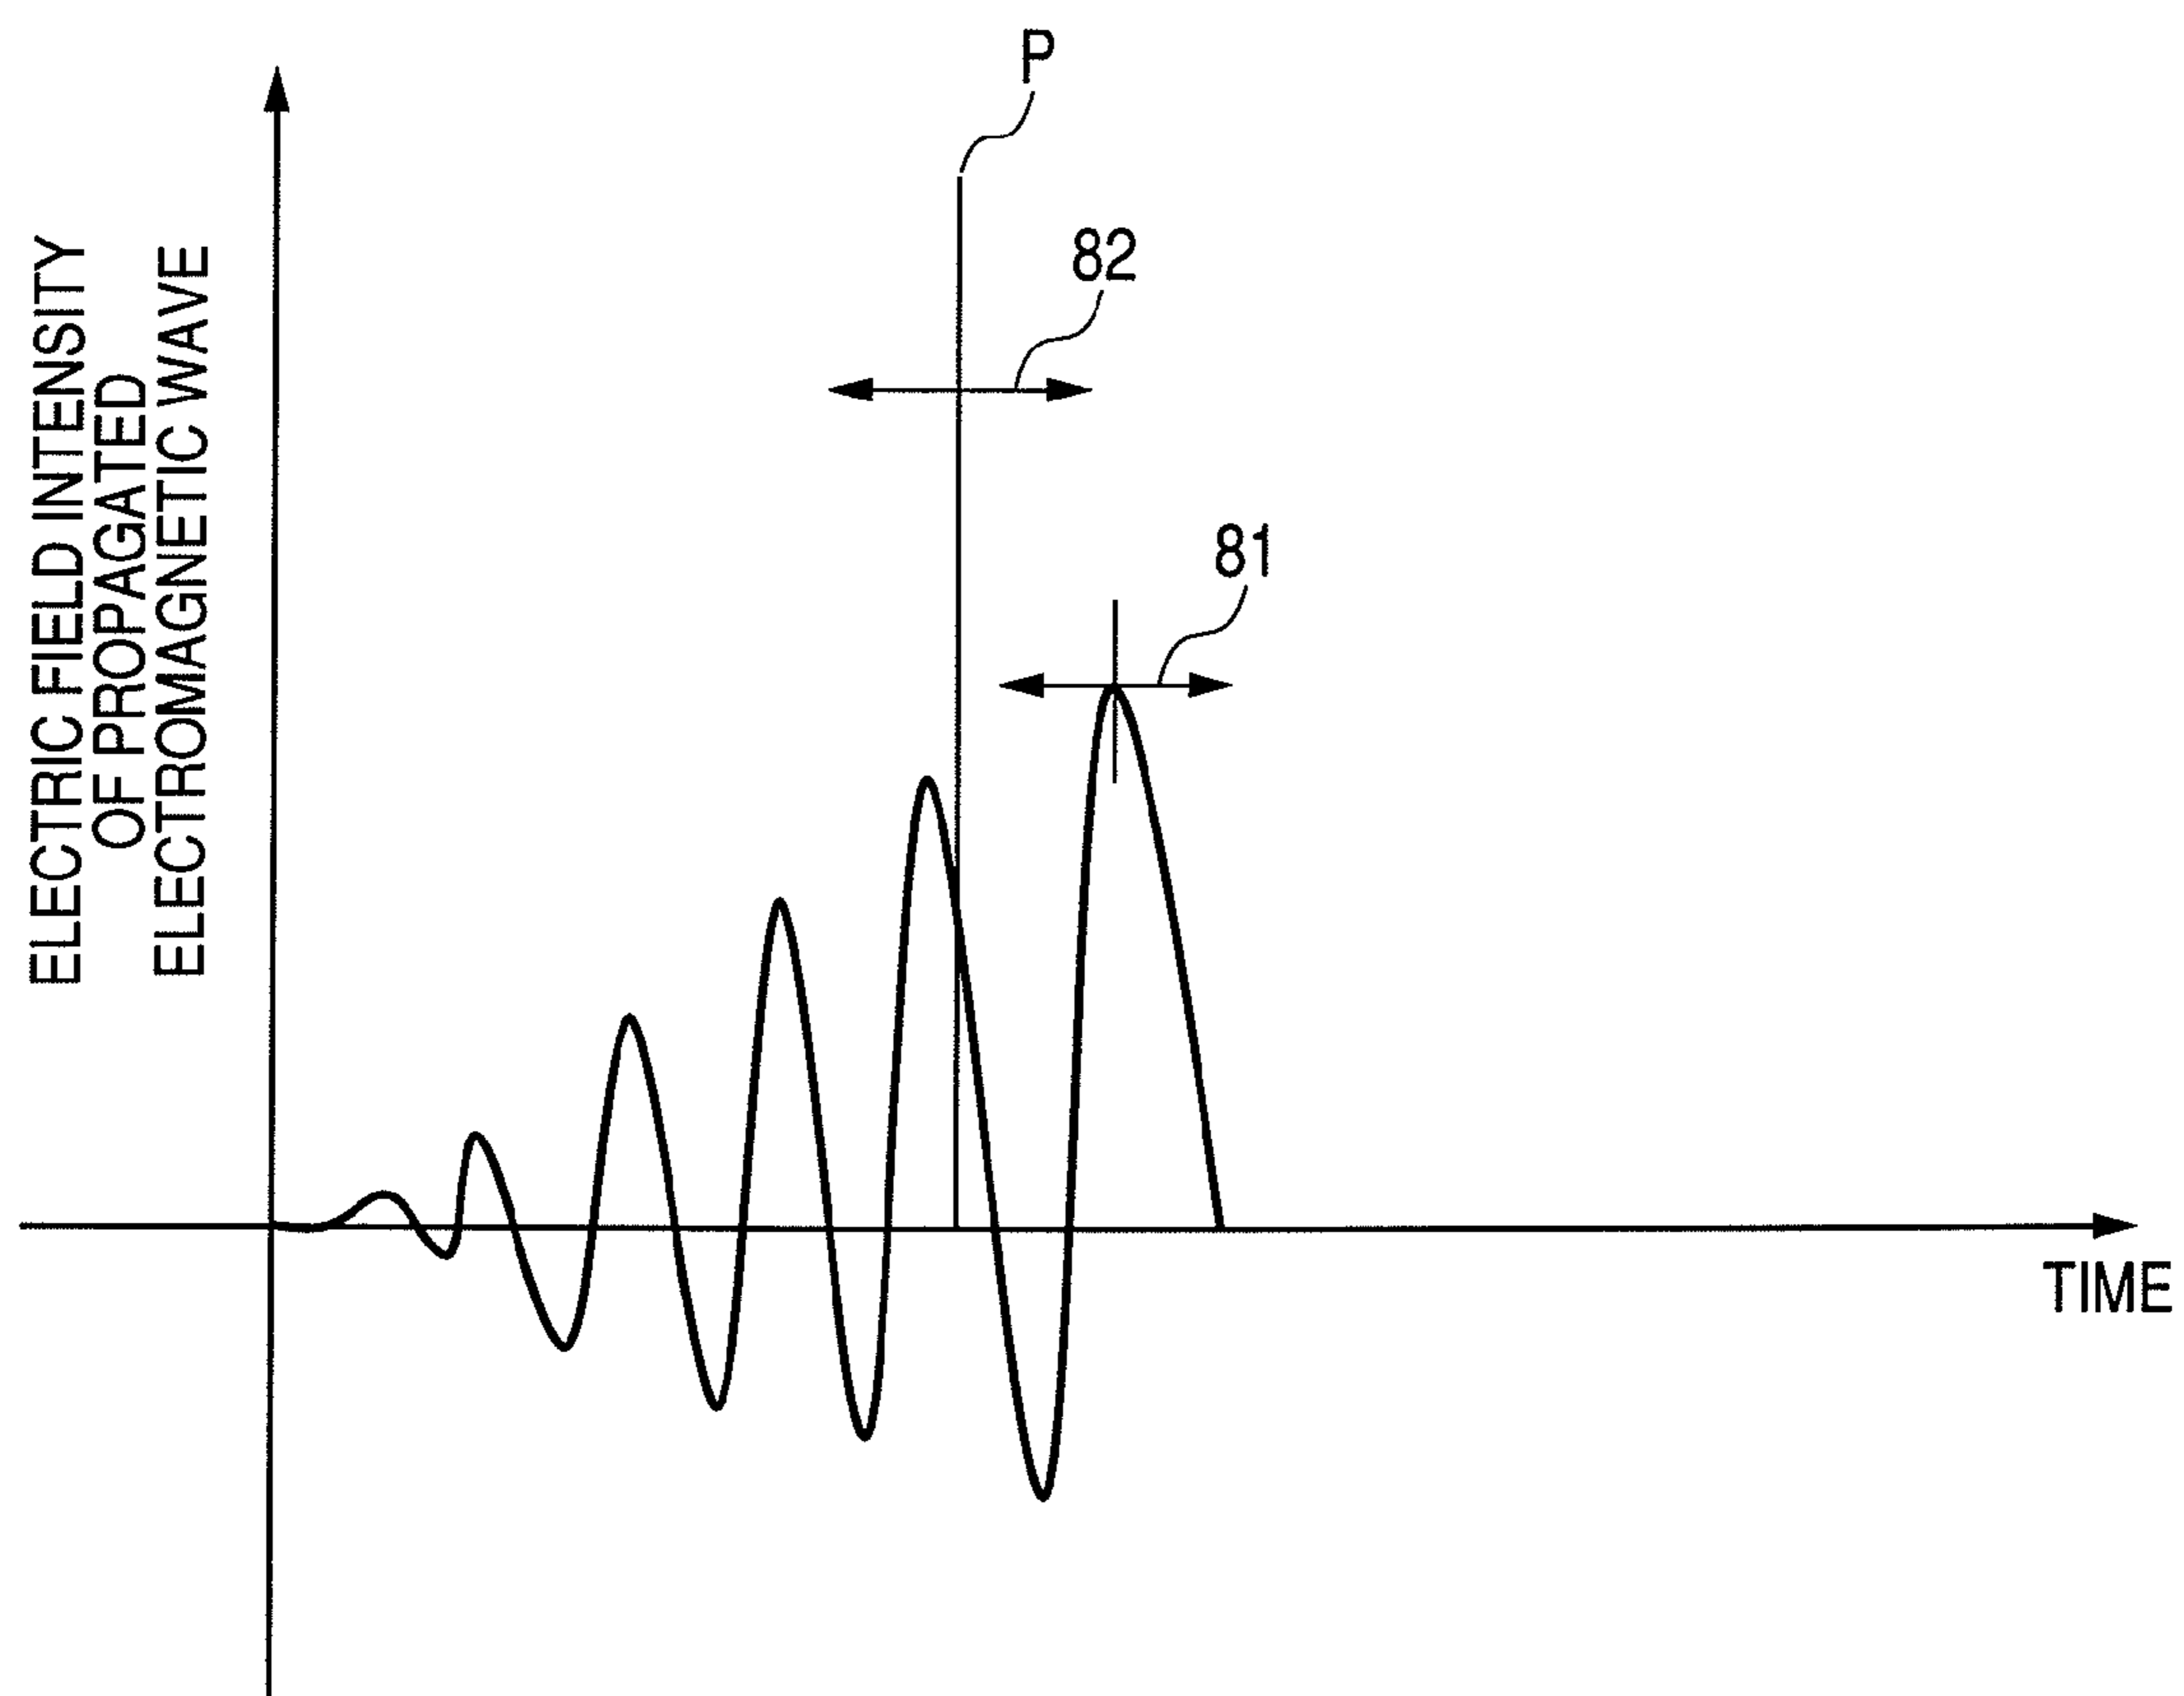 P
82
81
ELECTRIC FIELD INTENSITY
OF PROPAGATED
ELECTROMAGNETIC WAVE
TIME